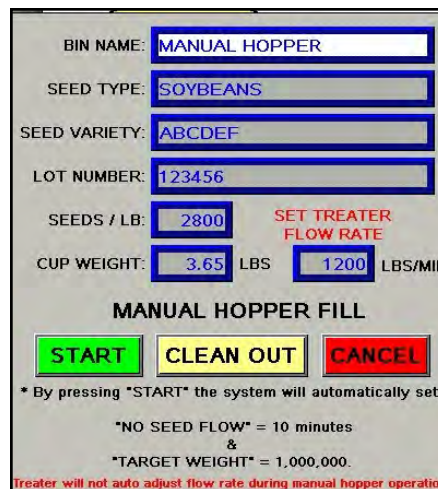 BIN NAME: MANUAL HOPPER
SEED TYPE: SOYBEANS
SEED VARIETY: ABCDEF
LOT NUMBER: 123456
SEEDS / LB: 2800 SET TREATER
FLOW RATE
CUP WEIGHT: 3.65 LBS 1200 LBS/MI
MANUAL HOPPER FILL
START CLEAN OUT CANCEL
* By pressing "START" the system will automatically set
"NO SEED FLOW" = 10 minutes
&
"TARGET WEIGHT" = 1,000,000.
Treater will not auto adjust flow rate during manual hopper operatio